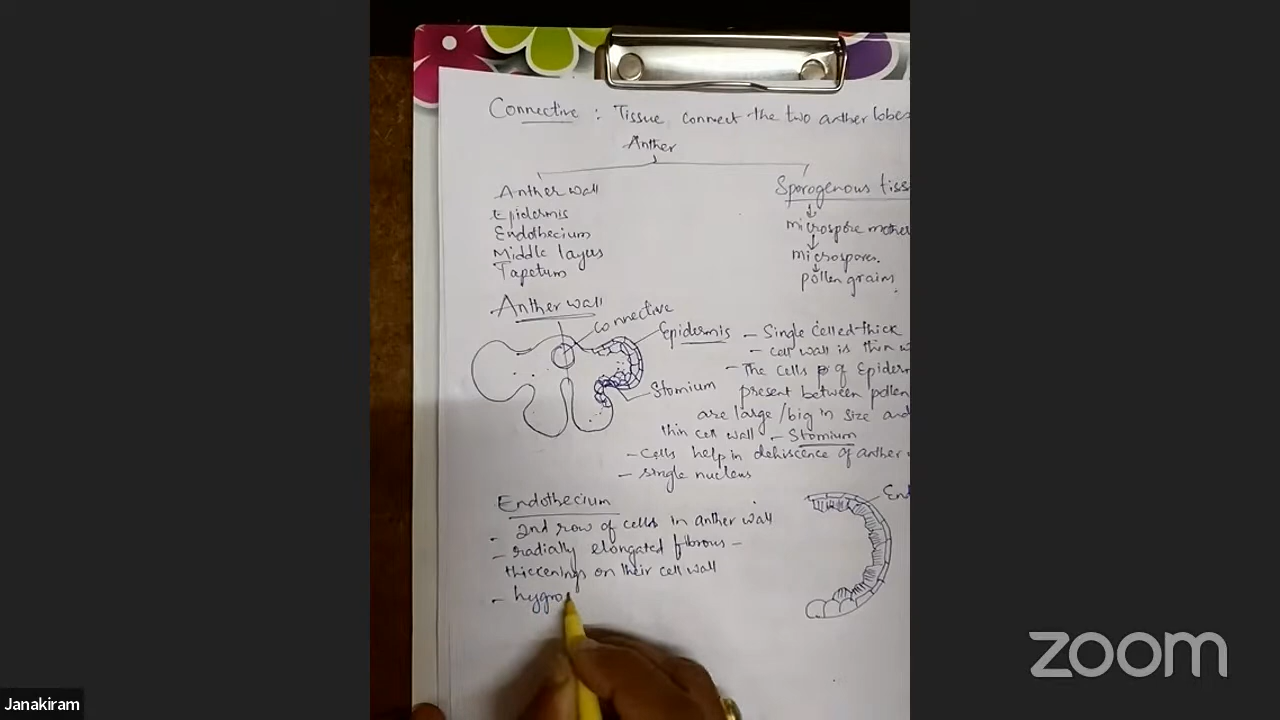 Connective : Tissue connect the two anther lobes
Anther
Anther wall
Epidermis
Endothecium
Middle layers
Tapetum
Sporogenous tiss
microspore mother
microspores.
pollen grains
Anther wall
Connective
Epidermis
Stomium
- Single celled thick
- cell wall is thin w
- The cells of Epiderm
present between pollen
are large/big in size and
thin cell wall - Stomium
- Cells help in dehiscence of anther
- single nucleus
Endothecium
- 2nd row of cells in anther wall
- radially elongated fibrous -
thiccenings on their cell wall
- hygro
End
zoom
Janakiram